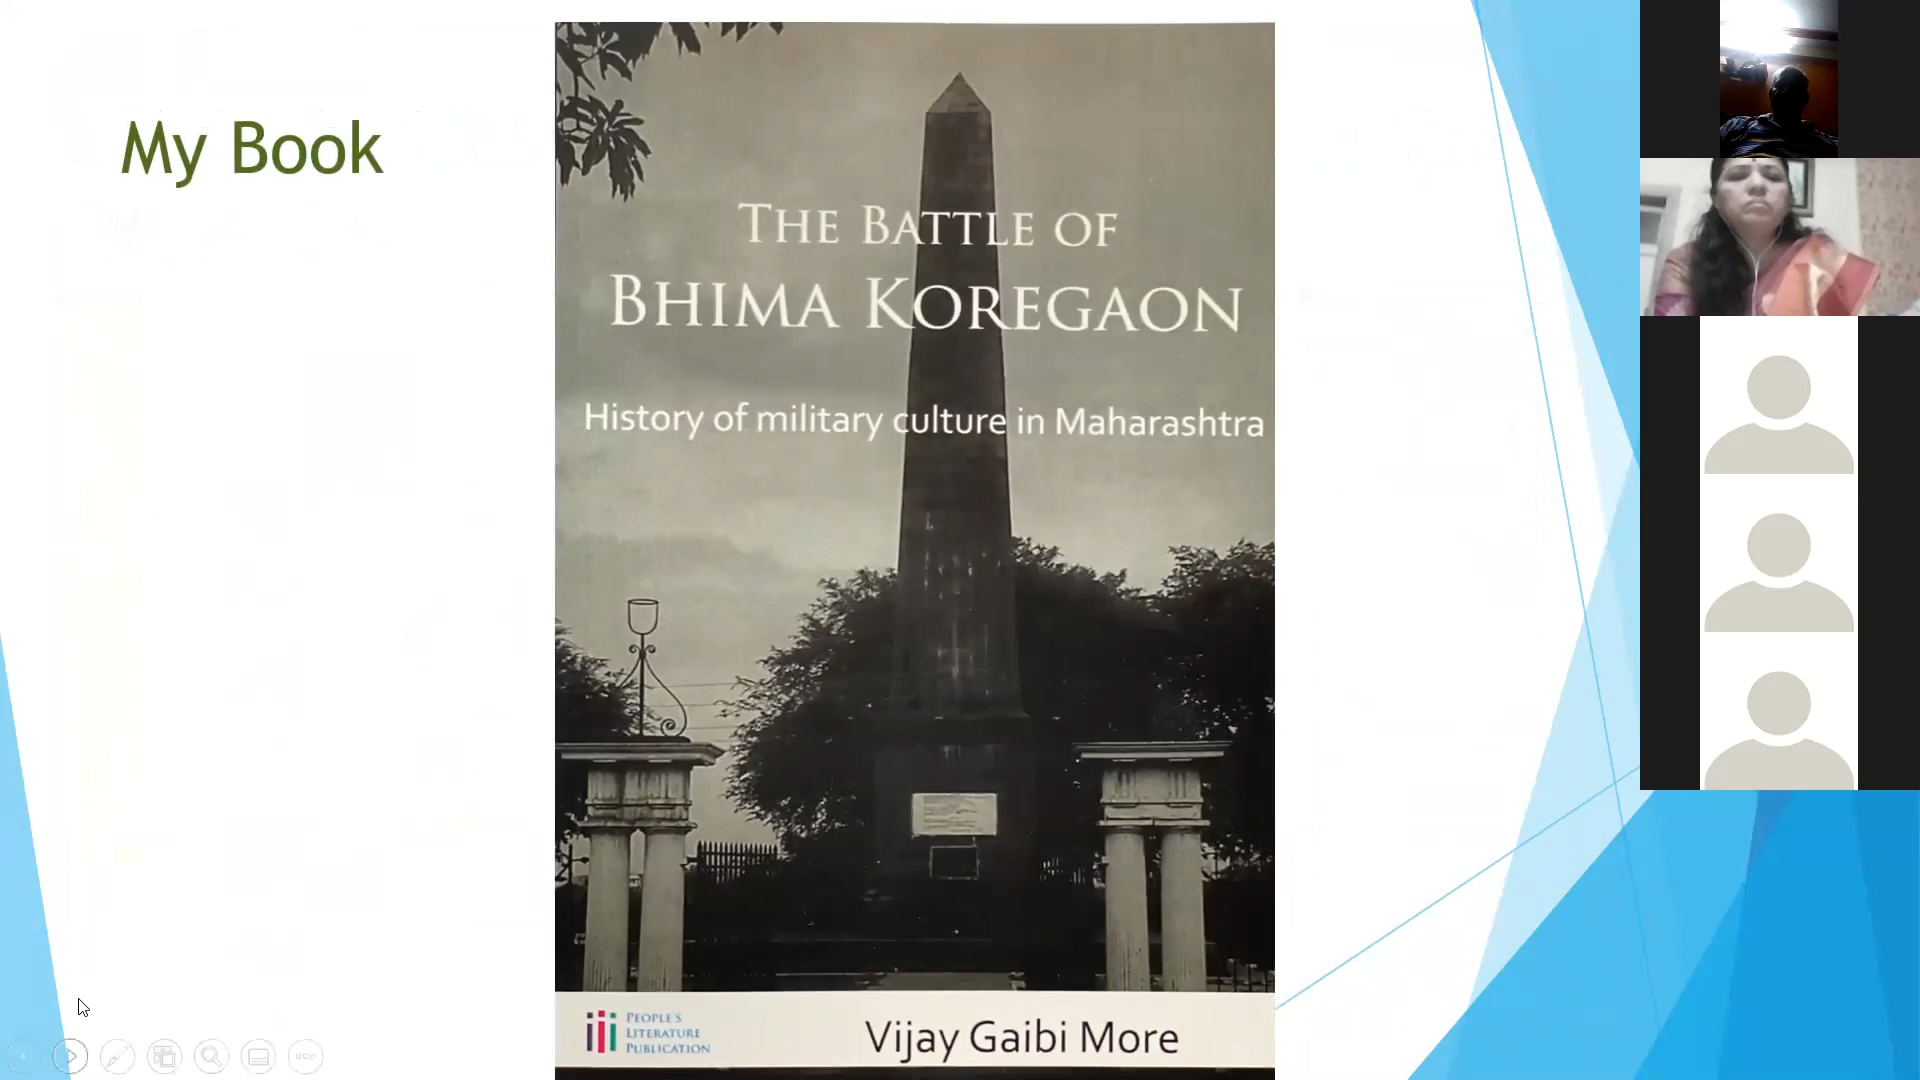 My Book
THE BATTLE OF
BHIMA KOREGAON
History of military culture in Maharashtra
PEOPLE'S
LITERATURE
PUBLICATION
Vijay Gaibi More